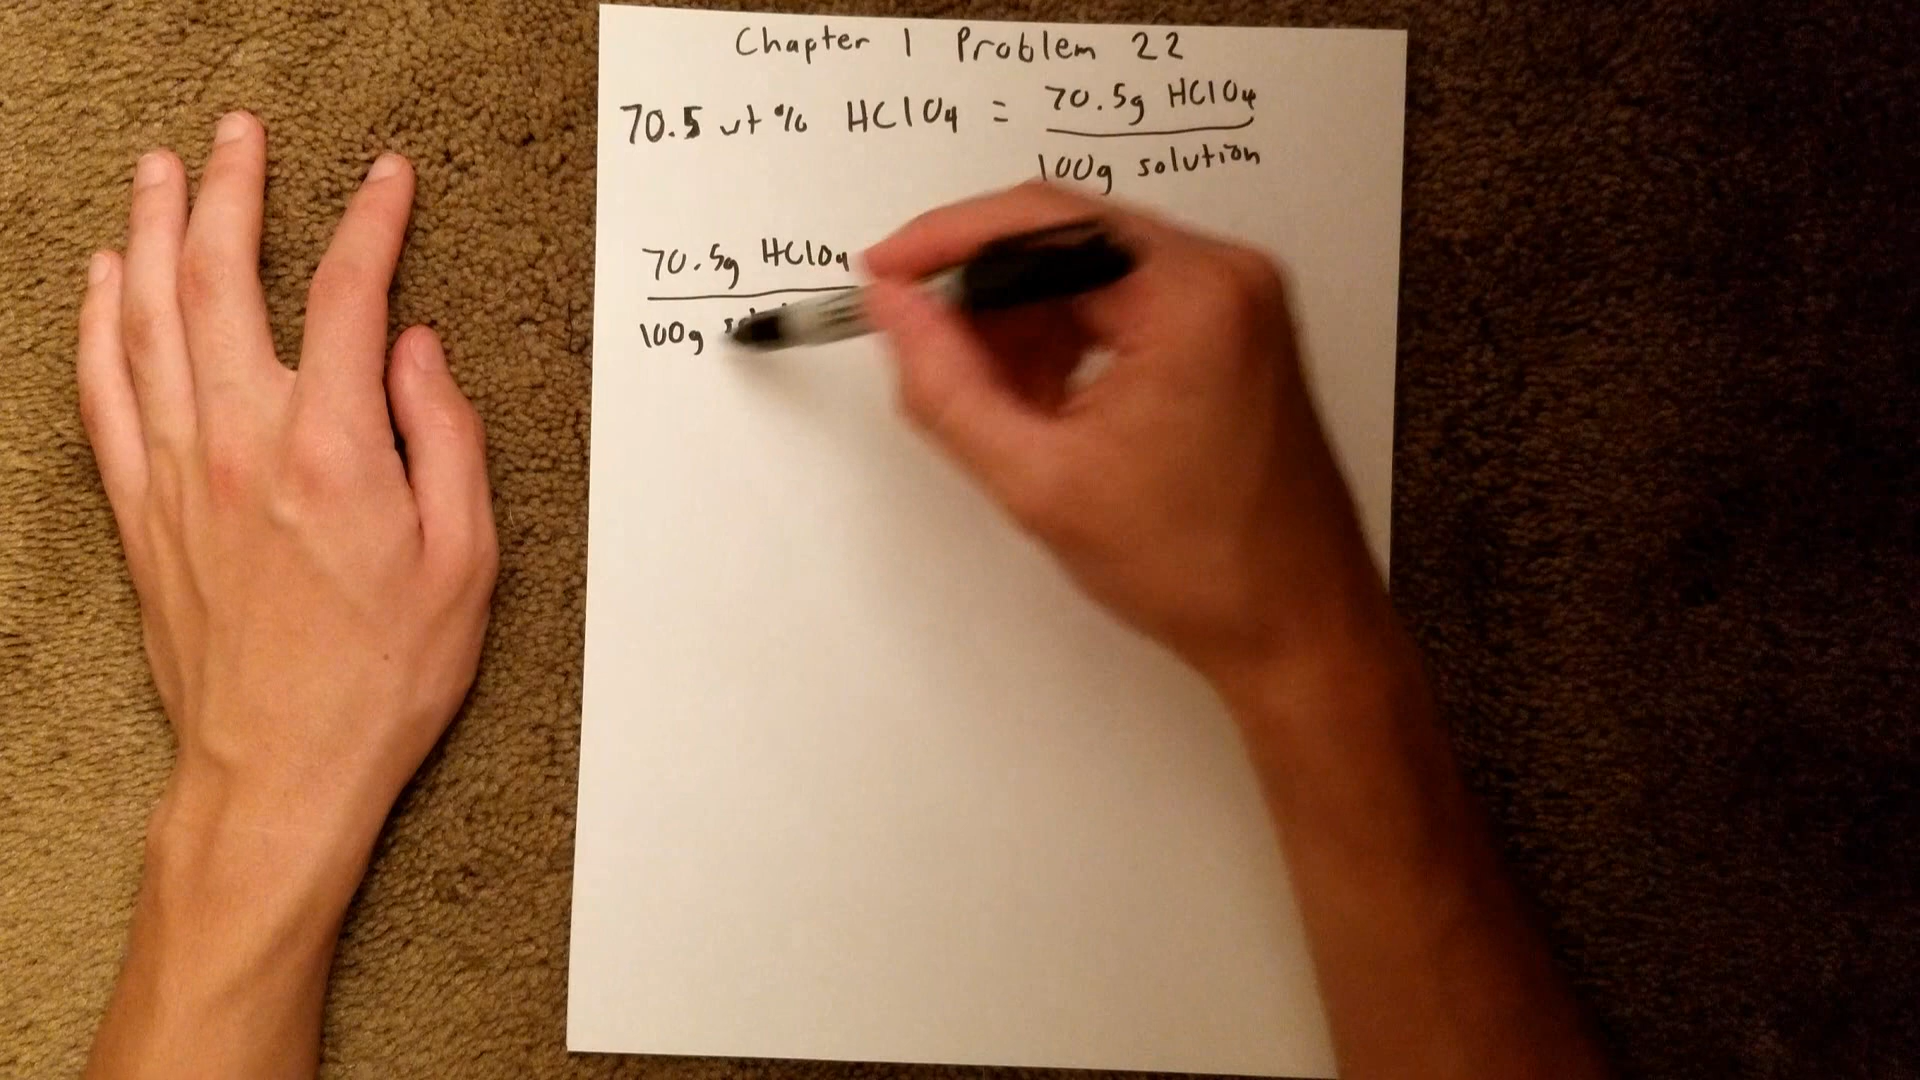 Chapter 1 Problem 22
70.5 wt % HClO4 = 70.5g HClO4
100g solution
70.5g HClO4
100g